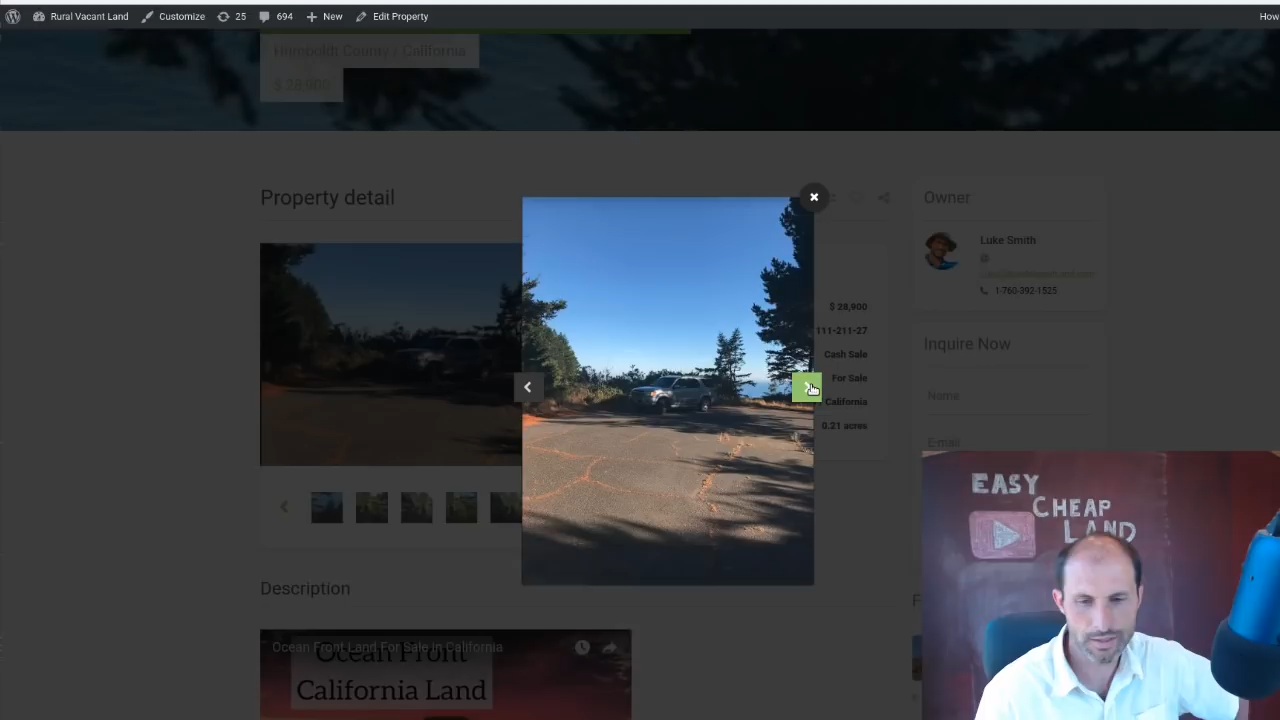 Rural Vacant Land
Customize
25
694
New
Edit Property
How
Humboldt County / California
$ 28,900
Property detail
Owner
Luke Smith
1-760-392-1525
$ 28,900
111-211-27
Cash Sale
For Sale
California
0.21 acres
Inquire Now
Name
E-mail
Description
Ocean Front Land For Sale in California
Ocean Front
California Land
EASY
CHEAP
LAND